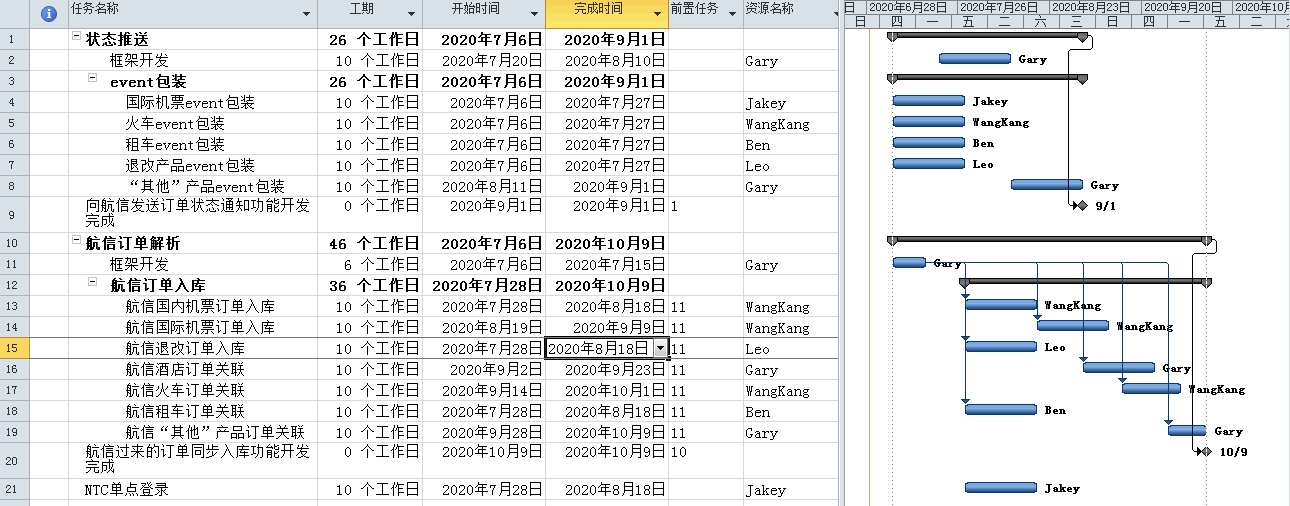 任务名称 工期 开始时间 完成时间 前置任务 资源名称
日 2020年6月28日 2020年7月26日 2020年8月23日 2020年9月20日 2020年10月
日 四 一 五 二 六 三 日 四 一 五 二
1 状态推送 26 个工作日 2020年7月6日 2020年9月1日
2 框架开发 10 个工作日 2020年7月20日 2020年8月10日 Gary Gary
3 event包装 26 个工作日 2020年7月6日 2020年9月1日
4 国际机票event包装 10 个工作日 2020年7月6日 2020年7月27日 Jakey Jakey
5 火车event包装 10 个工作日 2020年7月6日 2020年7月27日 WangKang WangKang
6 租车event包装 10 个工作日 2020年7月6日 2020年7月27日 Ben Ben
7 退改产品event包装 10 个工作日 2020年7月6日 2020年7月27日 Leo Leo
8 “其他”产品event包装 10 个工作日 2020年8月11日 2020年9月1日 Gary Gary
9 向航信发送订单状态通知功能开发 0 个工作日 2020年9月1日 2020年9月1日 1 9/1
完成
10 航信订单解析 46 个工作日 2020年7月6日 2020年10月9日
11 框架开发 6 个工作日 2020年7月6日 2020年7月15日 Gary Gary
12 航信订单入库 36 个工作日 2020年7月28日 2020年10月9日
13 航信国内机票订单入库 10 个工作日 2020年7月28日 2020年8月18日 11 WangKang WangKang
14 航信国际机票订单入库 10 个工作日 2020年8月19日 2020年9月9日 11 WangKang WangKang
15 航信退改订单入库 10 个工作日 2020年7月28日 2020年8月18日 11 Leo Leo
16 航信酒店订单关联 10 个工作日 2020年9月2日 2020年9月23日 11 Gary Gary
17 航信火车订单关联 10 个工作日 2020年9月14日 2020年10月1日 11 WangKang WangKang
18 航信租车订单关联 10 个工作日 2020年7月28日 2020年8月18日 11 Ben Ben
19 航信“其他”产品订单关联 10 个工作日 2020年9月28日 2020年10月9日 11 Gary Gary
20 航信过来的订单同步入库功能开发 0 个工作日 2020年10月9日 2020年10月9日 10 10/9
完成
21 NTC单点登录 10 个工作日 2020年7月28日 2020年8月18日 Jakey Jakey